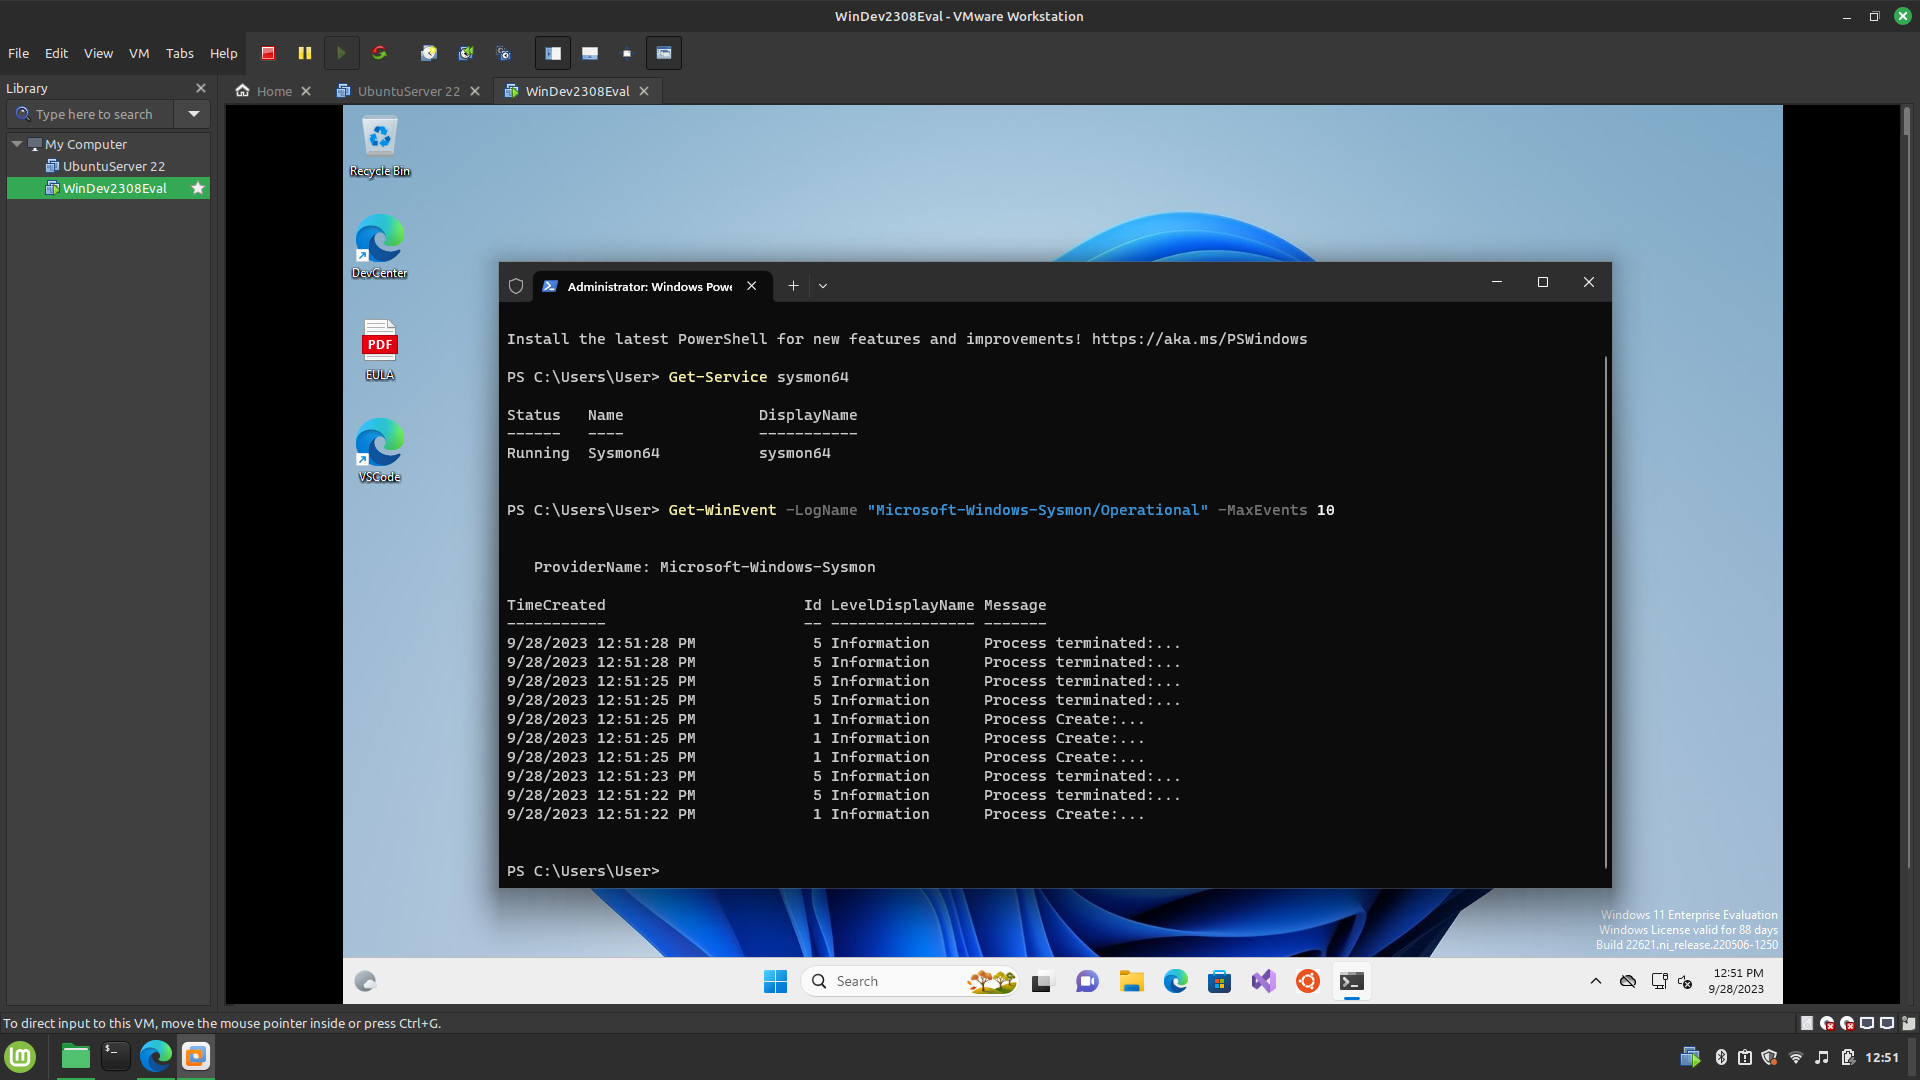 WinDev2308Eval - VMware Workstation
File Edit View VM Tabs Help
Library
Home
UbuntuServer 22
WinDev2308Eval
Type here to search
My Computer
UbuntuServer 22
WinDev2308Eval
Recycle Bin
DevCenter
PDF
EULA
VSCode
Administrator: Windows Powe
Install the latest PowerShell for new features and improvements! https://aka.ms/PSWindows
PS C:\Users\User> Get-Service sysmon64
Status Name DisplayName
------ ---- -----------
Running Sysmon64 sysmon64
PS C:\Users\User> Get-WinEvent -LogName "Microsoft-Windows-Sysmon/Operational" -MaxEvents 10
ProviderName: Microsoft-Windows-Sysmon
TimeCreated Id LevelDisplayName Message
----------- -- ---------------- -------
9/28/2023 12:51:28 PM 5 Information Process terminated:...
9/28/2023 12:51:28 PM 5 Information Process terminated:...
9/28/2023 12:51:25 PM 5 Information Process terminated:...
9/28/2023 12:51:25 PM 5 Information Process terminated:...
9/28/2023 12:51:25 PM 1 Information Process Create:...
9/28/2023 12:51:25 PM 1 Information Process Create:...
9/28/2023 12:51:25 PM 1 Information Process Create:...
9/28/2023 12:51:23 PM 5 Information Process terminated:...
9/28/2023 12:51:22 PM 5 Information Process terminated:...
9/28/2023 12:51:22 PM 1 Information Process Create:...
PS C:\Users\User>
Windows 11 Enterprise Evaluation
Windows License valid for 88 days
Build 22621.ni_release.220506-1250
Search
12:51 PM
9/28/2023
To direct input to this VM, move the mouse pointer inside or press Ctrl+G.
12:51